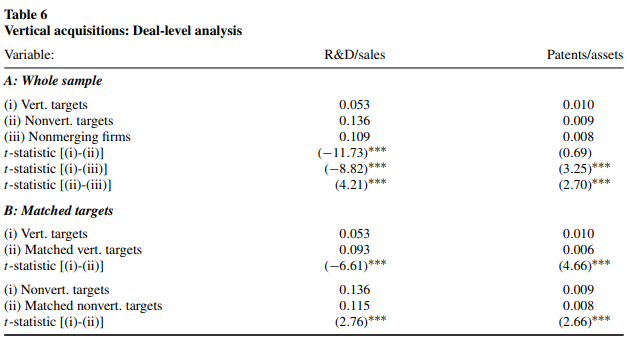 Table 6
Vertical acquisitions: Deal-level analysis
Variable: R&D/sales Patents/assets
A: Whole sample
(i) Vert. targets 0.053 0.010
(ii) Nonvert. targets 0.136 0.009
(iii) Nonmerging firms 0.109 0.008
t-statistic [(i)-(ii)] (−11.73)*** (0.69)
t-statistic [(i)-(iii)] (−8.82)*** (3.25)***
t-statistic [(ii)-(iii)] (4.21)*** (2.70)***
B: Matched targets
(i) Vert. targets 0.053 0.010
(ii) Matched vert. targets 0.093 0.006
t-statistic [(i)-(ii)] (−6.61)*** (4.66)***
(i) Nonvert. targets 0.136 0.009
(ii) Matched nonvert. targets 0.115 0.008
t-statistic [(i)-(ii)] (2.76)*** (2.66)***